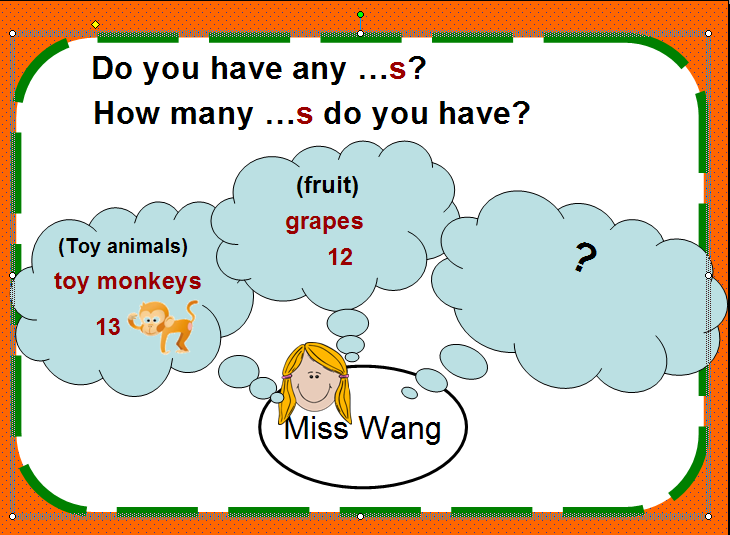 Do you have any …s?
How many …s do you have?
(Toy animals)
toy monkeys
13
(fruit)
grapes
12
?
Miss Wang